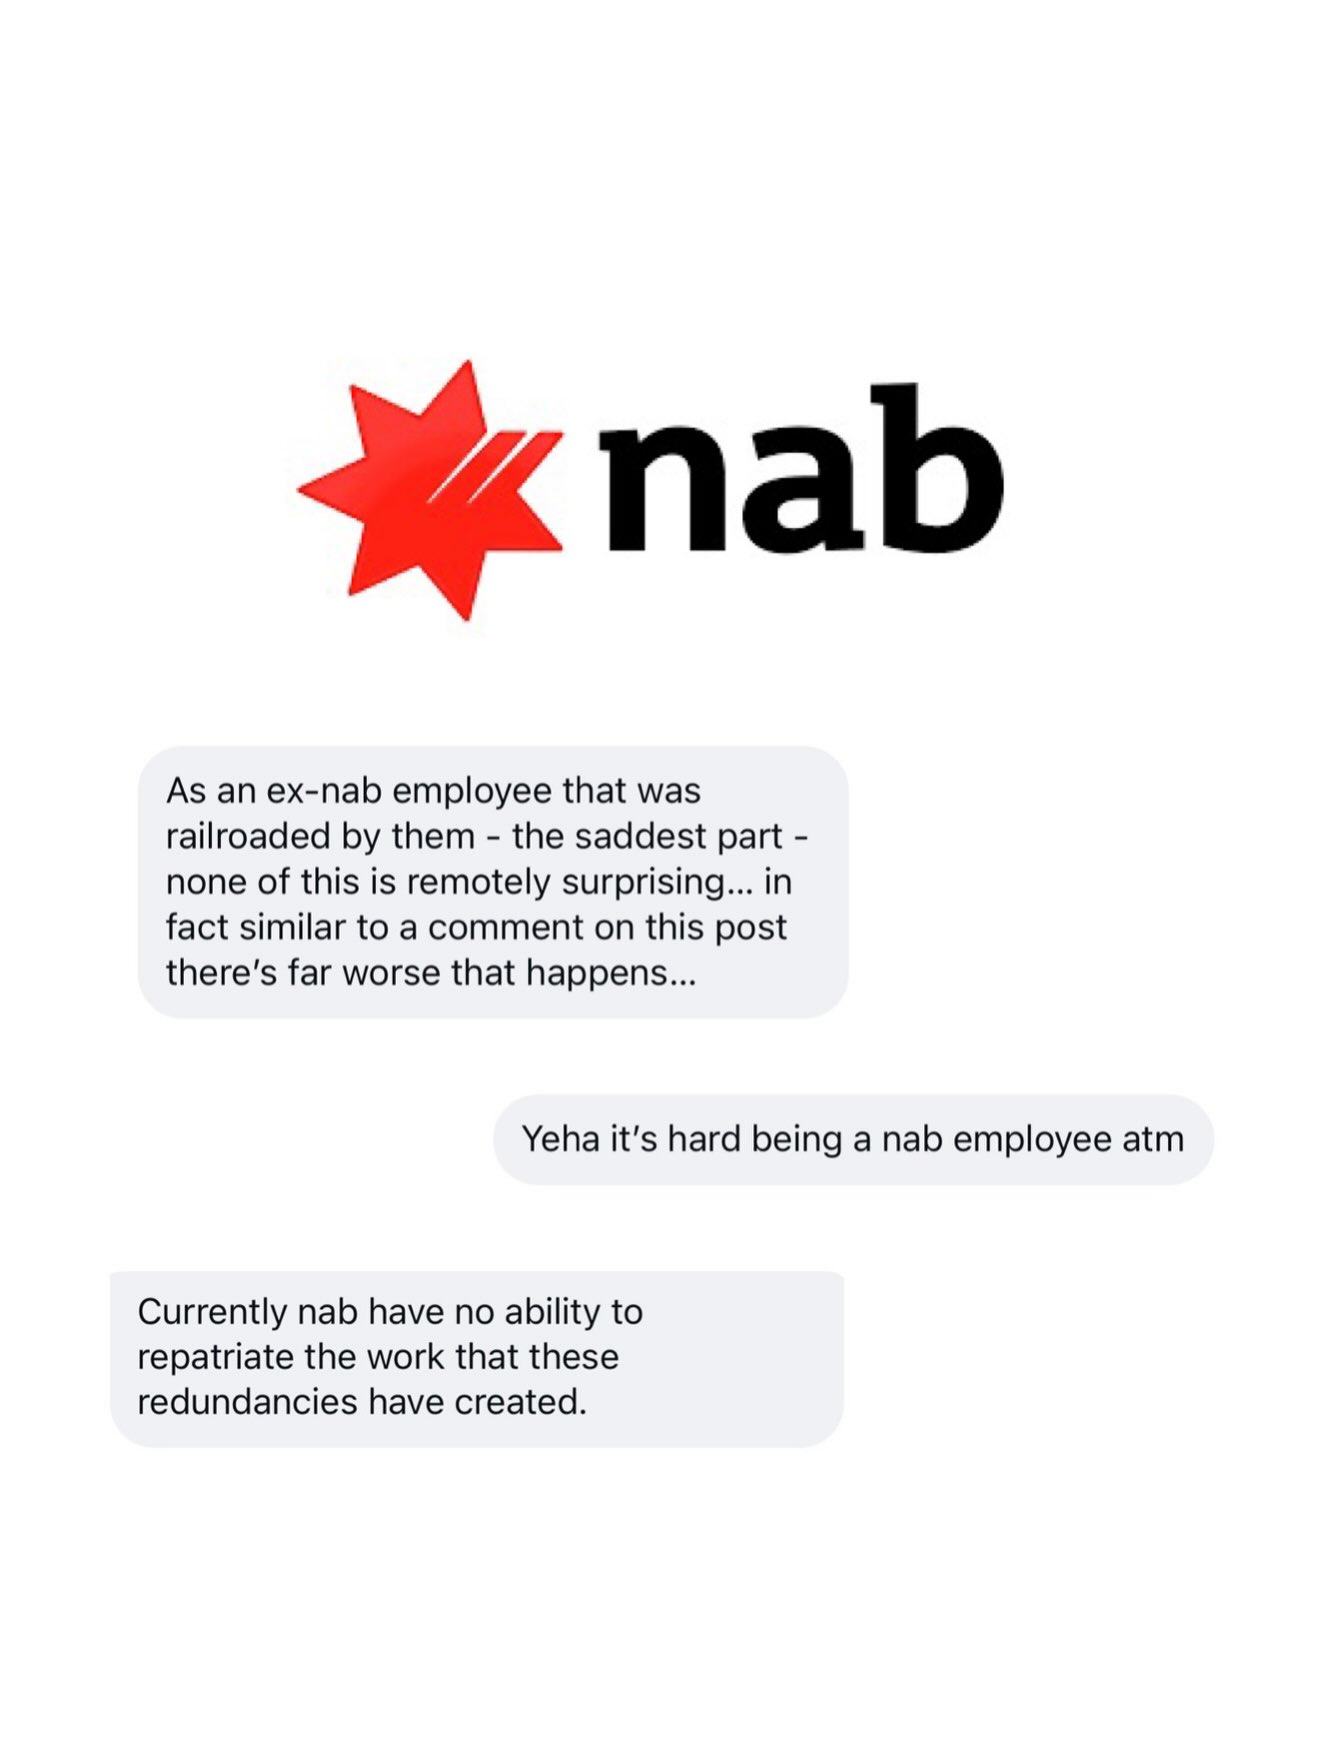 nab
As an ex-nab employee that was
railroaded by them - the saddest part -
none of this is remotely surprising... in
fact similar to a comment on this post
there's far worse that happens...
Yeha it's hard being a nab employee atm
Currently nab have no ability to
repatriate the work that these
redundancies have created.